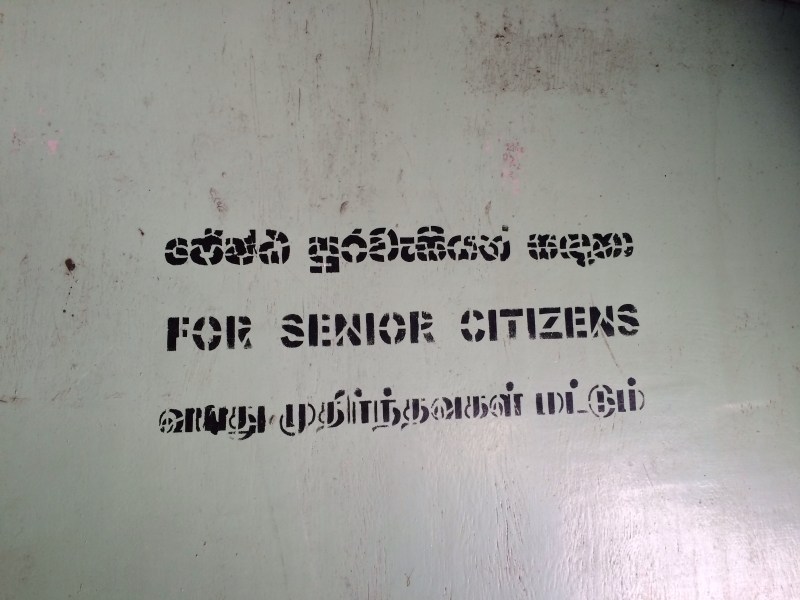 ජේෂ්ඨ පුරවැසියන් සඳහා
FOR SENIOR CITIZENS
வயது முதிர்ந்தவர்கள் மட்டும்